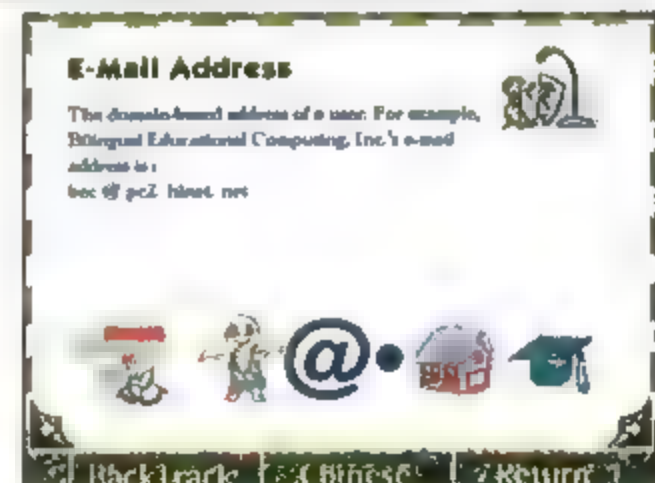 E-Mail Address
The domain-based address of a user. For example,
Bilingual Educational Computing, Inc.'s e-mail
address is:
bec @ pc2. hinet. net
@.
BackTrack Chinese Return